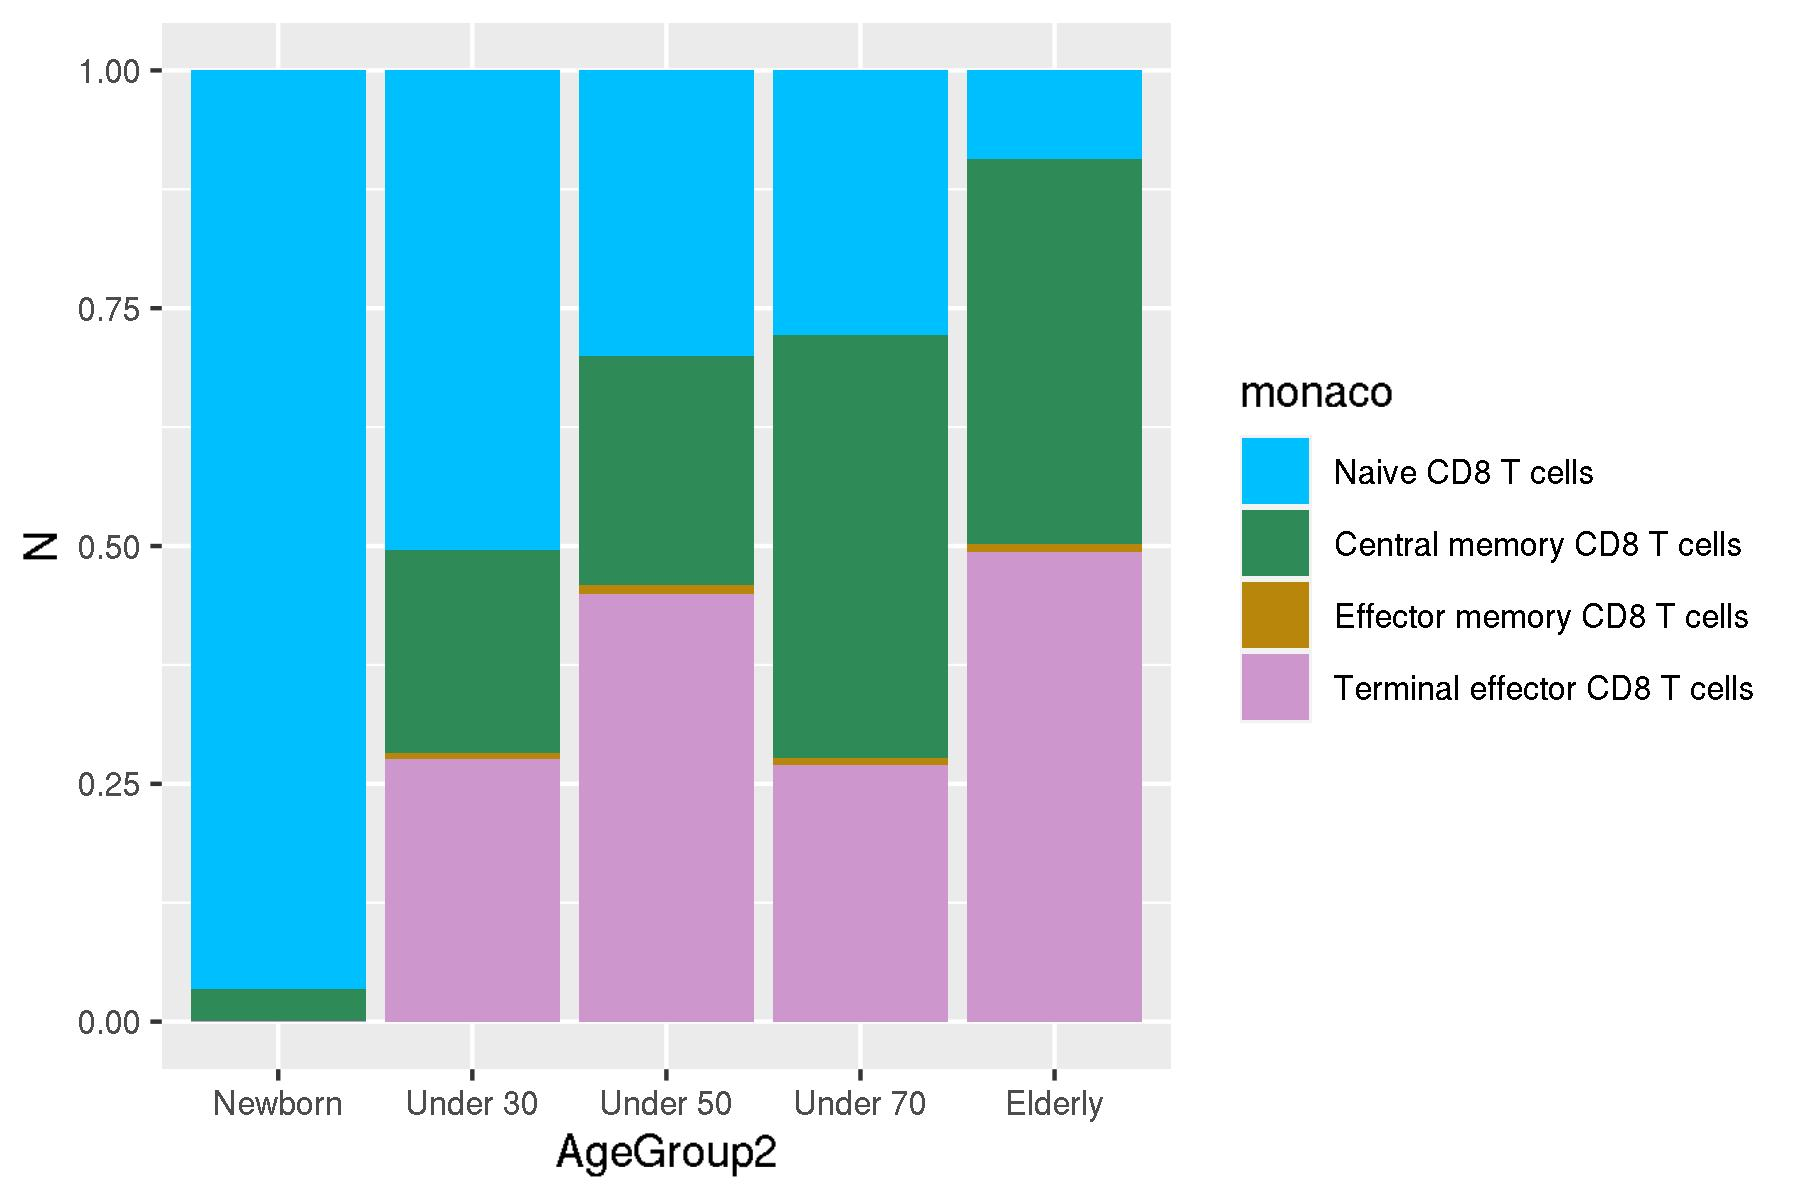 1.00
0.75
0.50
0.25
0.00
N
Newborn
Under 30
Under 50
Under 70
Elderly
AgeGroup2
monaco
Naive CD8 T cells
Central memory CD8 T cells
Effector memory CD8 T cells
Terminal effector CD8 T cells